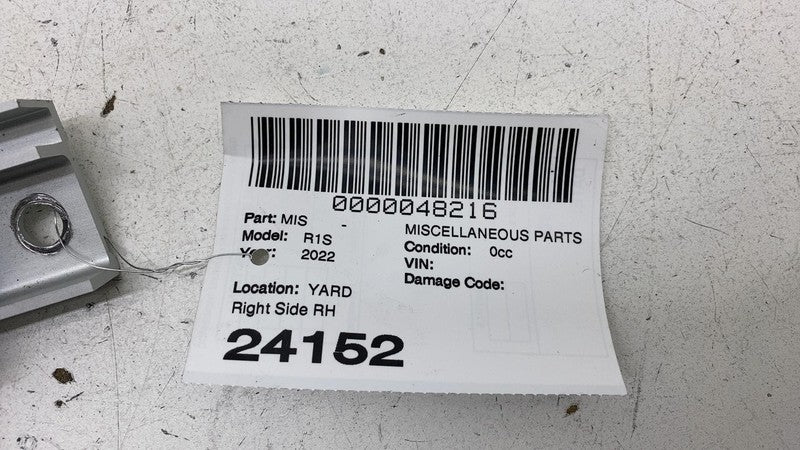 0000048216
Part: MIS - MISCELLANEOUS PARTS
Model: R1S Condition: 0cc
Year: 2022 VIN:
Damage Code:
Location: YARD
Right Side RH
24152